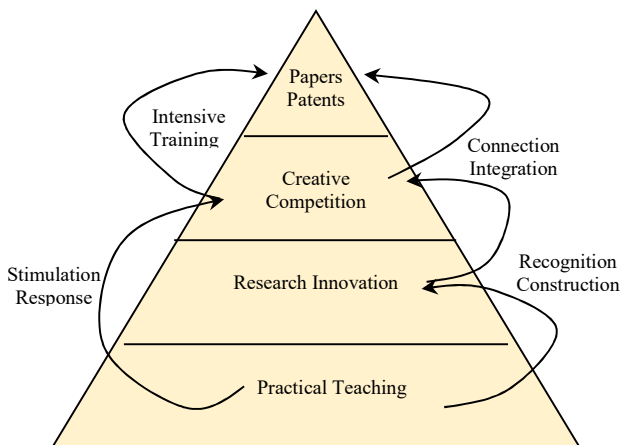 Papers
Patents
Intensive
Training
Connection
Integration
Creative
Competition
Stimulation
Response
Research Innovation
Recognition
Construction
Practical Teaching